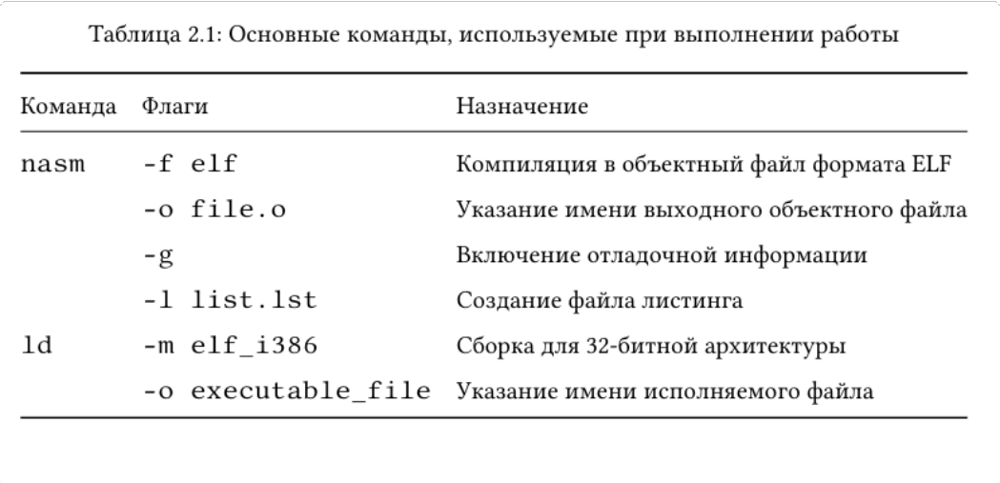 Таблица 2.1: Основные команды, используемые при выполнении работы
Команда Флаги Назначение
nasm -f elf Компиляция в объектный файл формата ELF
-o file.o Указание имени выходного объектного файла
-g Включение отладочной информации
-l list.lst Создание файла листинга
ld -m elf_i386 Сборка для 32-битной архитектуры
-o executable_file Указание имени исполняемого файла